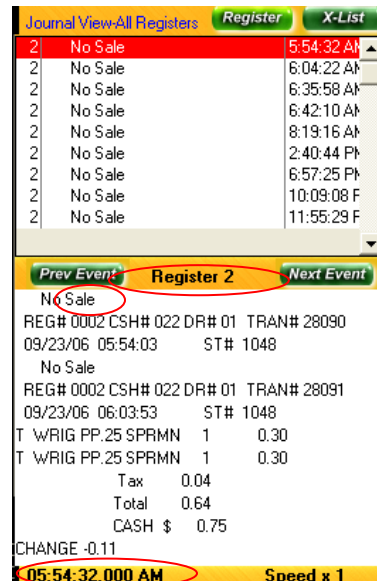 Journal View-All Registers Register X-List
2 No Sale 5:54:32 AM
2 No Sale 6:04:22 AM
2 No Sale 6:35:58 AM
2 No Sale 6:42:10 AM
2 No Sale 8:19:16 AM
2 No Sale 2:40:44 PM
2 No Sale 6:57:25 PM
2 No Sale 10:09:08 F
2 No Sale 11:55:29 F
Prev Event Register 2 Next Event
No Sale
REG# 0002 CSH# 022 DR# 01 TRAN# 28090
09/23/06 05:54:03 ST# 1048
No Sale
REG# 0002 CSH# 022 DR# 01 TRAN# 28091
09/23/06 06:03:53 ST# 1048
T WRIG PP.25 SPRMN 1 0.30
T WRIG PP.25 SPRMN 1 0.30
Tax 0.04
Total 0.64
CASH $ 0.75
CHANGE -0.11
05:54:32.000 AM Speed x 1